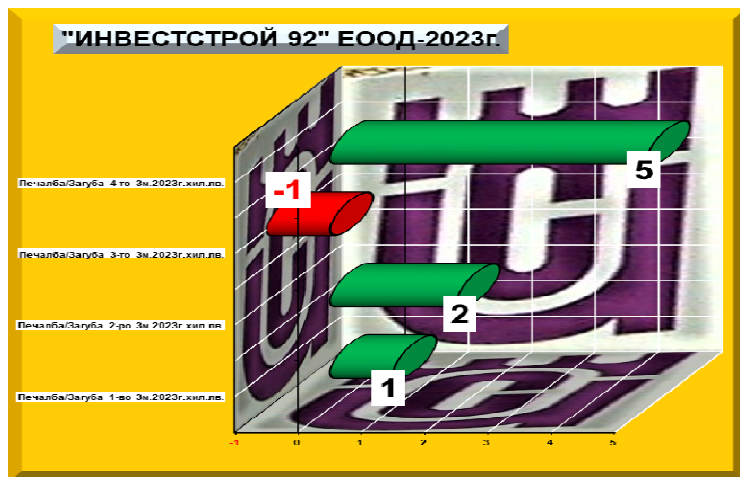 "ИНВЕСТСТРОЙ 92" ЕООД-2023г.
5
Печалба/Загуба 4-то 3м.2023г.хил.лв.
-1
Печалба/Загуба 3-то 3м.2023г.хил.лв.
2
Печалба/Загуба 2-ро 3м.2023г.хил.лв.
1
Печалба/Загуба 1-во 3м.2023г.хил.лв.
-1 0 1 2 3 4 5